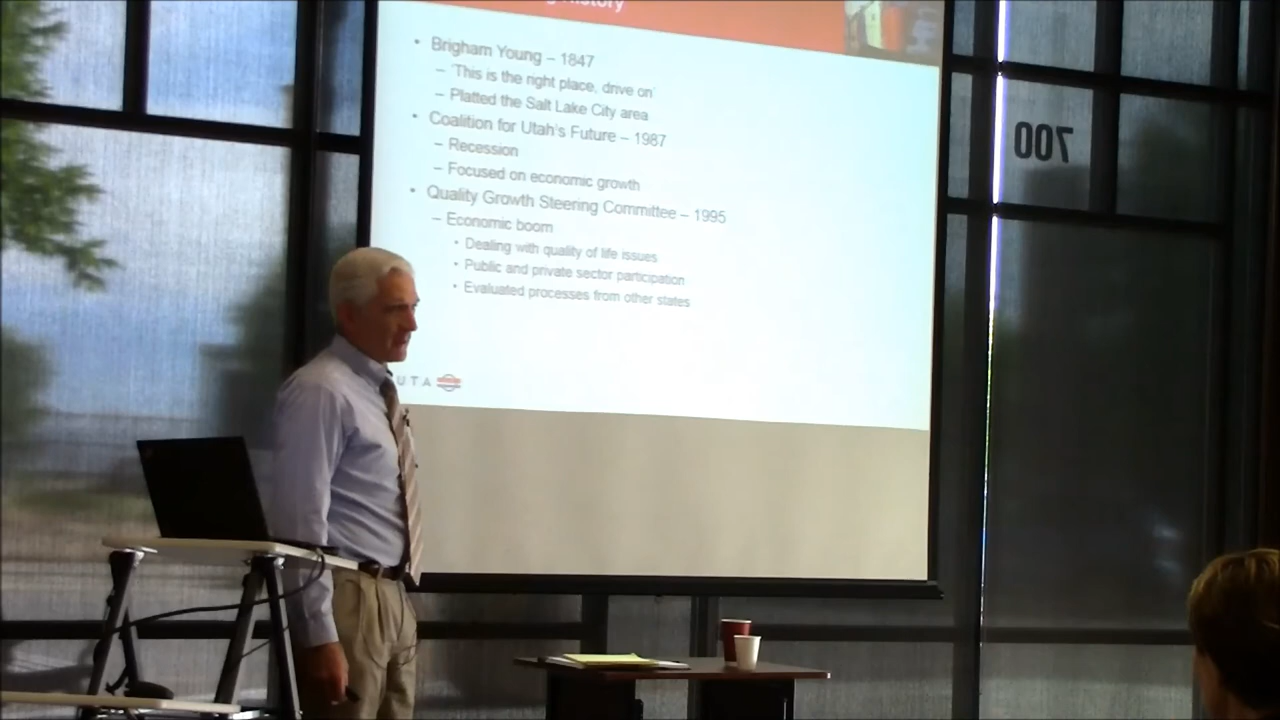 History
• Brigham Young – 1847
– 'This is the right place, drive on'
– Platted the Salt Lake City area
• Coalition for Utah's Future – 1987
– Recession
– Focused on economic growth
• Quality Growth Steering Committee – 1995
– Economic boom
• Dealing with quality of life issues
• Public and private sector participation
• Evaluated processes from other states
UTA
700